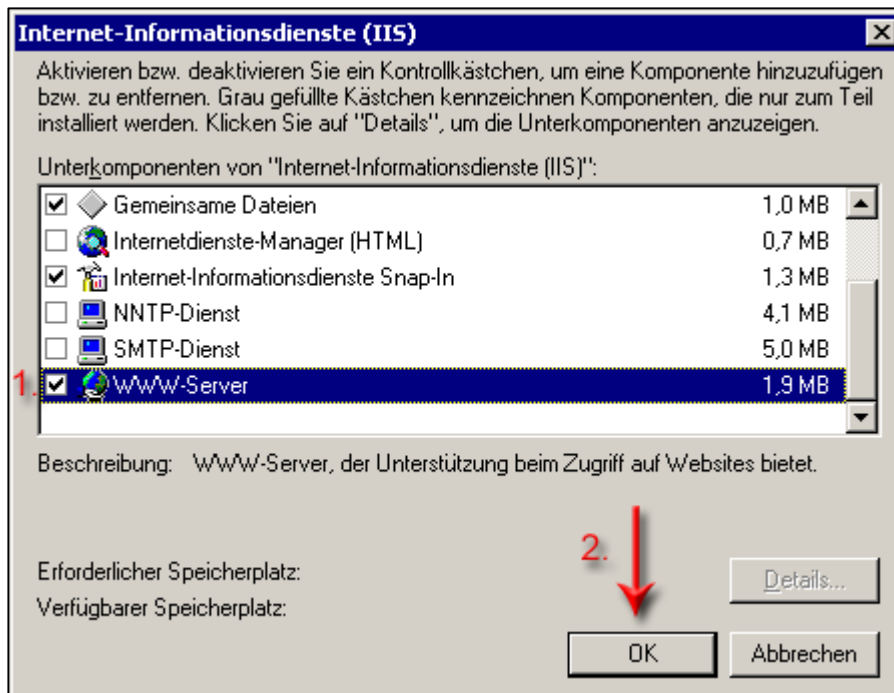 Internet-Informationsdienste (IIS)
Aktivieren bzw. deaktivieren Sie ein Kontrollkästchen, um eine Komponente hinzuzufügen
bzw. zu entfernen. Grau gefüllte Kästchen kennzeichnen Komponenten, die nur zum Teil
installiert werden. Klicken Sie auf "Details", um die Unterkomponenten anzuzeigen.
Unterkomponenten von "Internet-Informationsdienste (IIS)":
Gemeinsame Dateien 1,0 MB
Internetdienste-Manager (HTML) 0,7 MB
Internet-Informationsdienste Snap-In 1,3 MB
NNTP-Dienst 4,1 MB
SMTP-Dienst 5,0 MB
1. WWW-Server 1,9 MB
Beschreibung: WWW-Server, der Unterstützung beim Zugriff auf Websites bietet.
2.
Erforderlicher Speicherplatz:
Details...
Verfügbarer Speicherplatz:
OK Abbrechen